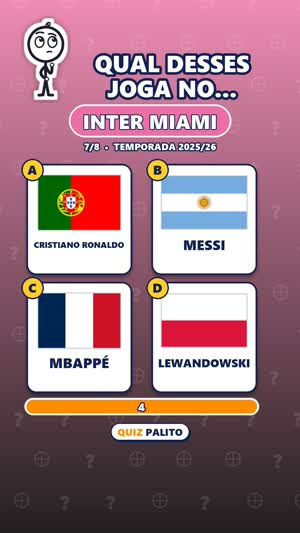 QUAL DESSES
JOGA NO...
INTER MIAMI
7/8 • TEMPORADA 2025/26
A
B
CRISTIANO RONALDO
MESSI
C
D
MBAPPÉ
LEWANDOWSKI
4
QUIZ PALITO